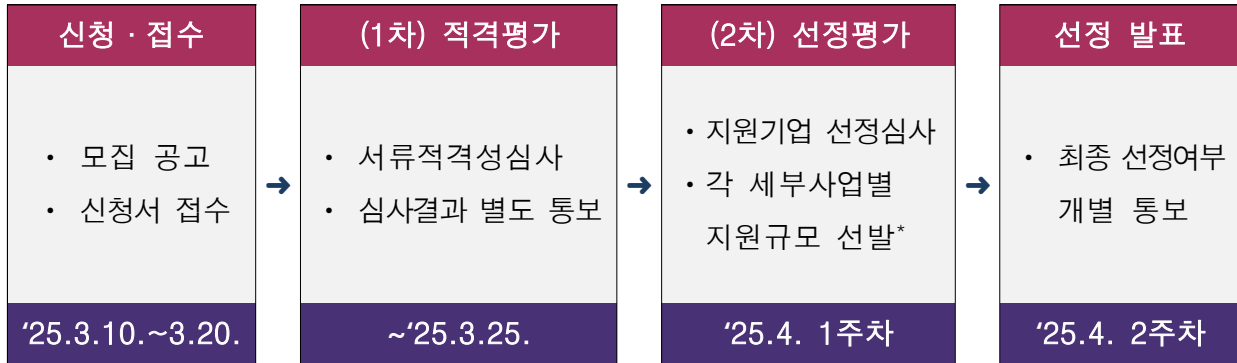 신청 · 접수
• 모집 공고
• 신청서 접수
'25.3.10.~3.20.
➜
(1차) 적격평가
• 서류적격성심사
• 심사결과 별도 통보
~'25.3.25.
➜
(2차) 선정평가
• 지원기업 선정심사
• 각 세부사업별
지원규모 선발*
'25.4. 1주차
➜
선정 발표
• 최종 선정여부
개별 통보
'25.4. 2주차